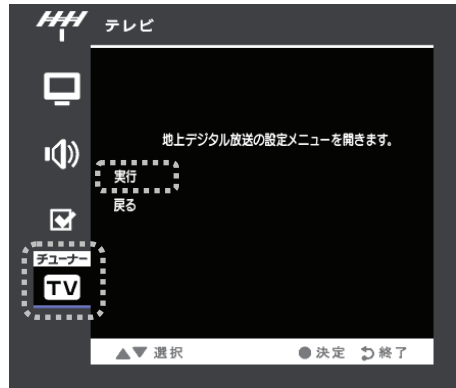 テレビ
地上デジタル放送の設定メニューを開きます。
実行
戻る
チューナー
TV
▲▼ 選択 ●決定 ⮌終了